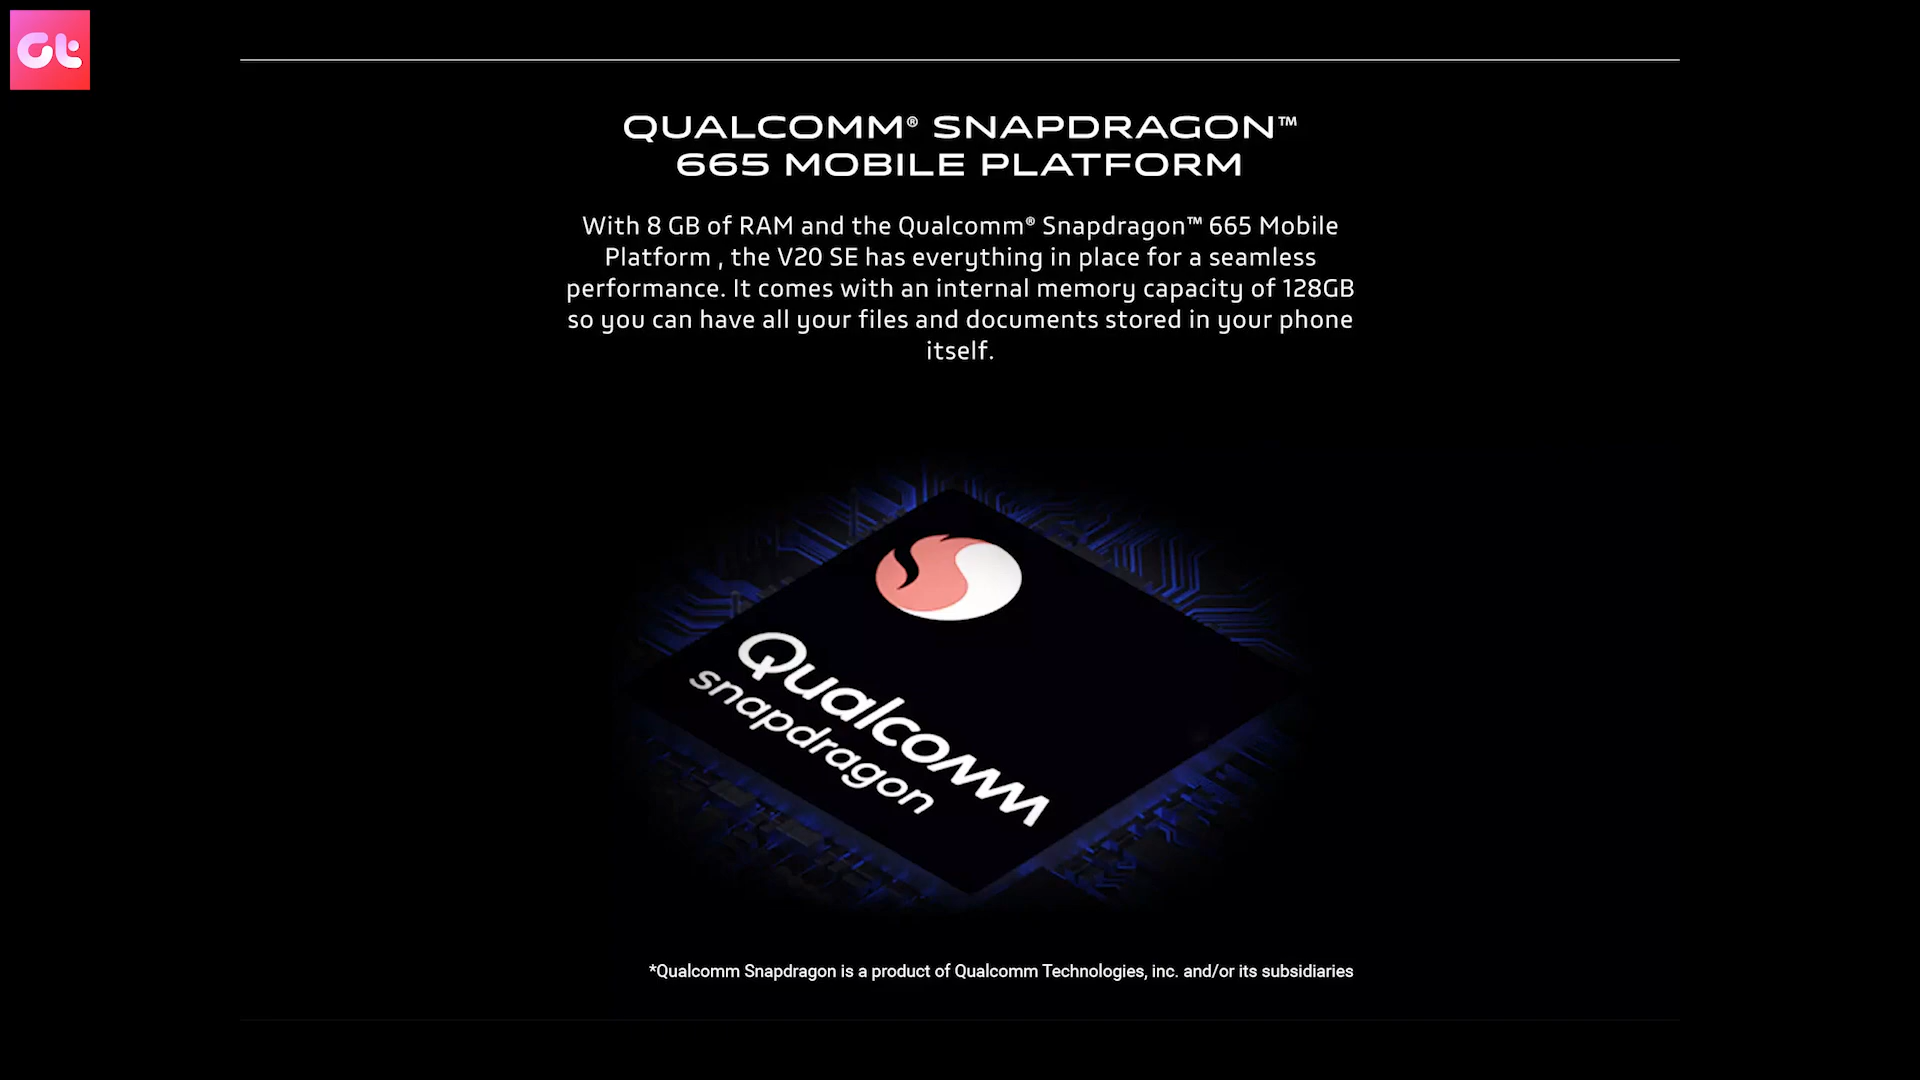 Gt
QUALCOMM® SNAPDRAGON™
665 MOBILE PLATFORM
With 8 GB of RAM and the Qualcomm® Snapdragon™ 665 Mobile
Platform , the V20 SE has everything in place for a seamless
performance. It comes with an internal memory capacity of 128GB
so you can have all your files and documents stored in your phone
itself.
Qualcomm
snapdragon
*Qualcomm Snapdragon is a product of Qualcomm Technologies, inc. and/or its subsidiaries